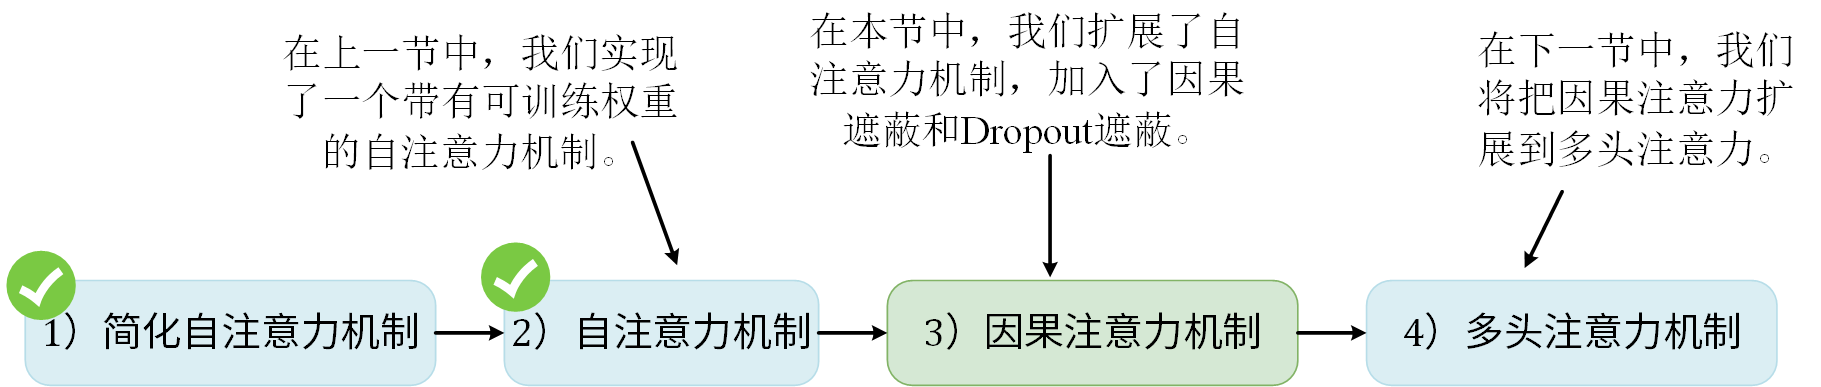 在上一节中，我们实现
了一个带有可训练权重
的自注意力机制。
在本节中，我们扩展了自
注意力机制，加入了因果
遮蔽和Dropout遮蔽。
在下一节中，我们
将把因果注意力扩
展到多头注意力。
1）简化自注意力机制
2）自注意力机制
3）因果注意力机制
4）多头注意力机制